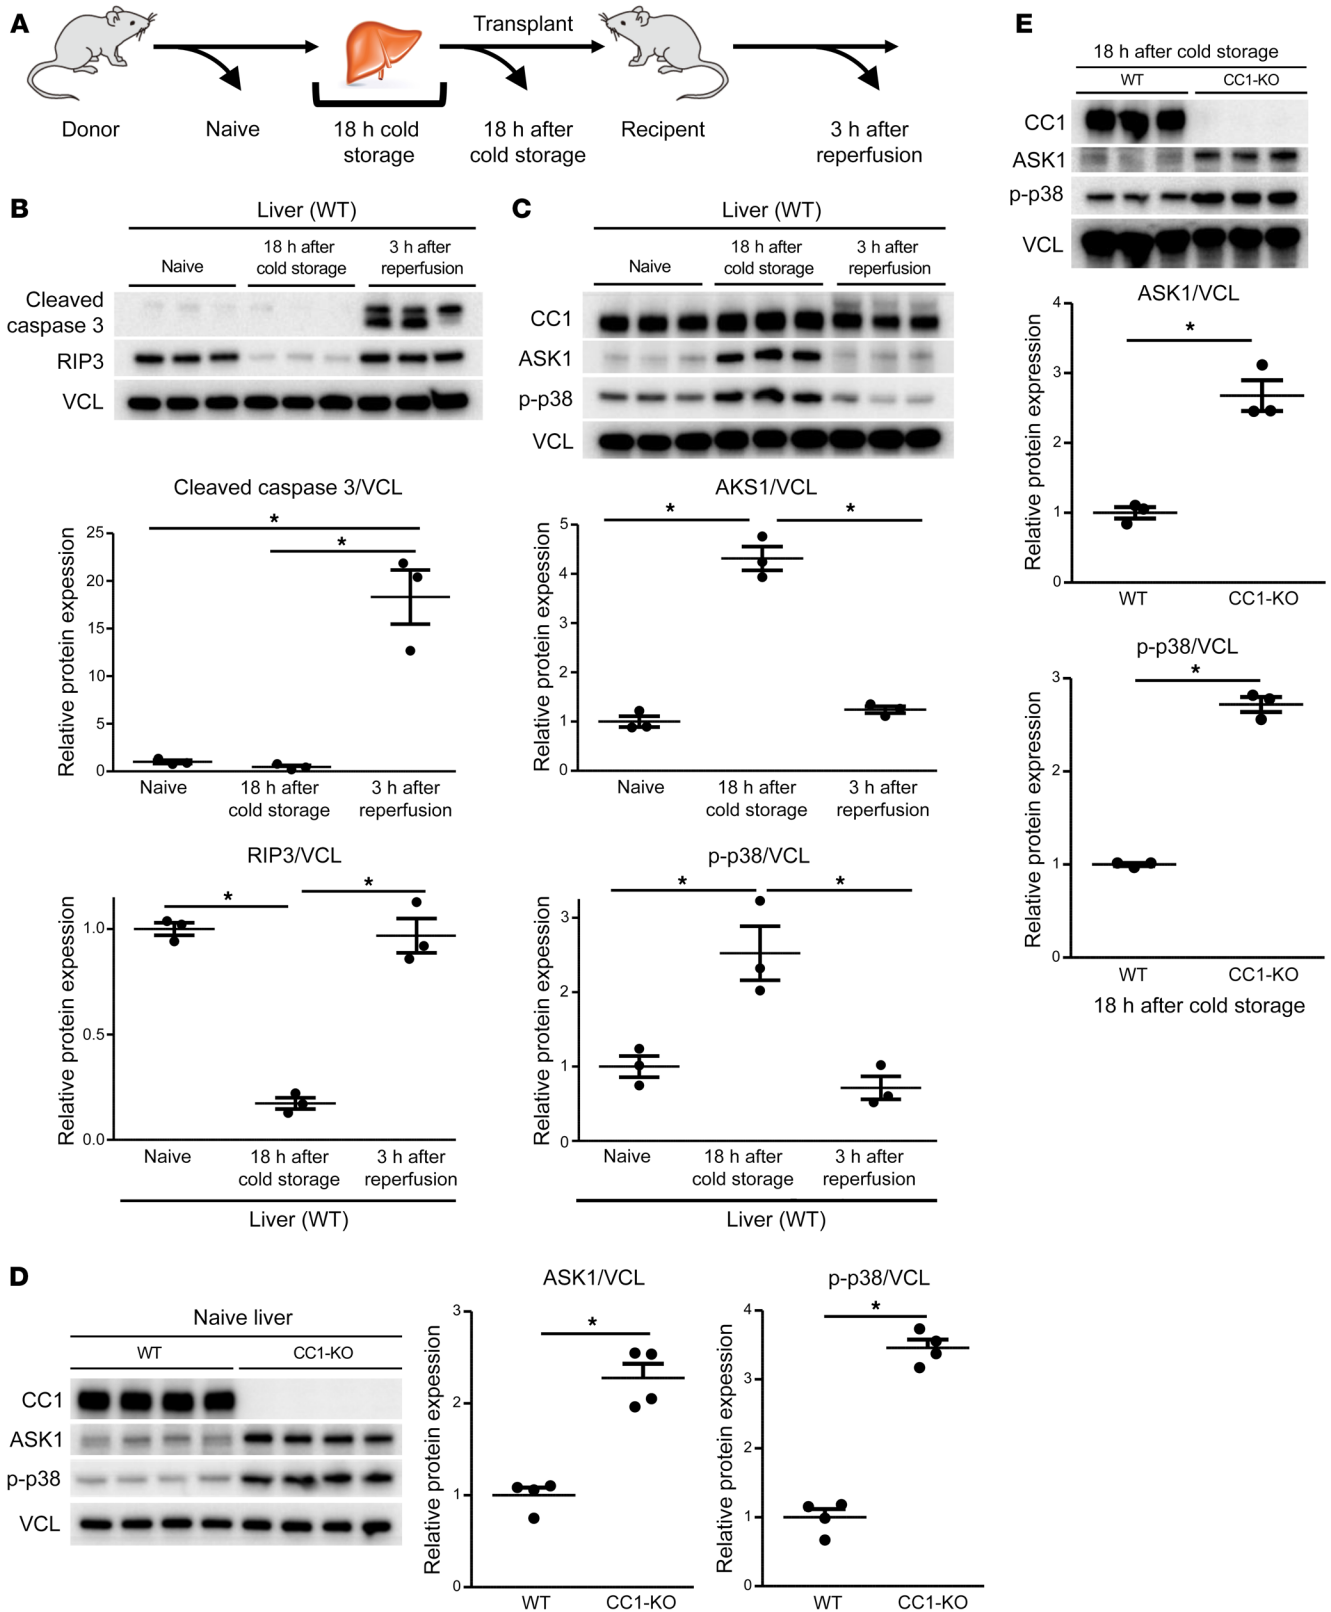 A
Transplant
Donor
Naive
18 h cold
storage
18 h after
cold storage
Recipent
3 h after
reperfusion
B
Liver (WT)
Naive
18 h after
cold storage
3 h after
reperfusion
Cleaved
caspase 3
RIP3
VCL
Cleaved caspase 3/VCL
*
*
Relative protein expession
25
20
15
10
5
0
Naive
18 h after
cold storage
3 h after
reperfusion
RIP3/VCL
*
*
Relative protein expession
1.0
0.5
0.0
Naive
18 h after
cold storage
3 h after
reperfusion
Liver (WT)
C
Liver (WT)
Naive
18 h after
cold storage
3 h after
reperfusion
CC1
ASK1
p-p38
VCL
AKS1/VCL
*
*
Relative protein expession
5
4
3
2
1
0
Naive
18 h after
cold storage
3 h after
reperfusion
p-p38/VCL
*
*
Relative protein expession
3
2
1
0
Naive
18 h after
cold storage
3 h after
reperfusion
Liver (WT)
D
Naive liver
WT
CC1-KO
CC1
ASK1
p-p38
VCL
ASK1/VCL
*
Relative protein expession
3
2
1
0
WT
CC1-KO
p-p38/VCL
*
Relative protein expession
4
3
2
1
0
WT
CC1-KO
E
18 h after cold storage
WT
CC1-KO
CC1
ASK1
p-p38
VCL
ASK1/VCL
*
Relative protein expession
4
3
2
1
0
WT
CC1-KO
p-p38/VCL
*
Relative protein expession
3
2
1
0
WT
CC1-KO
18 h after cold storage